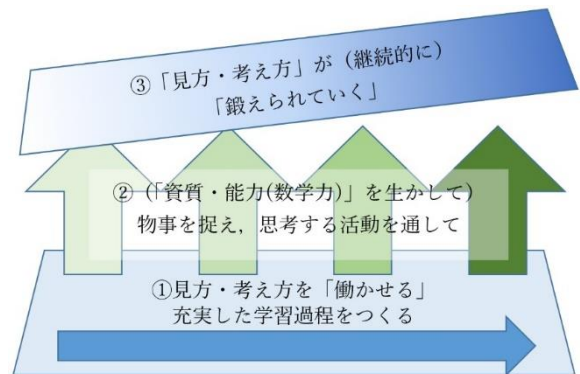 ③「見方・考え方」が（継続的に）
「鍛えられていく」
②（「資質・能力(数学力)」を生かして）
物事を捉え，思考する活動を通して
①見方・考え方を「働かせる」
充実した学習過程をつくる